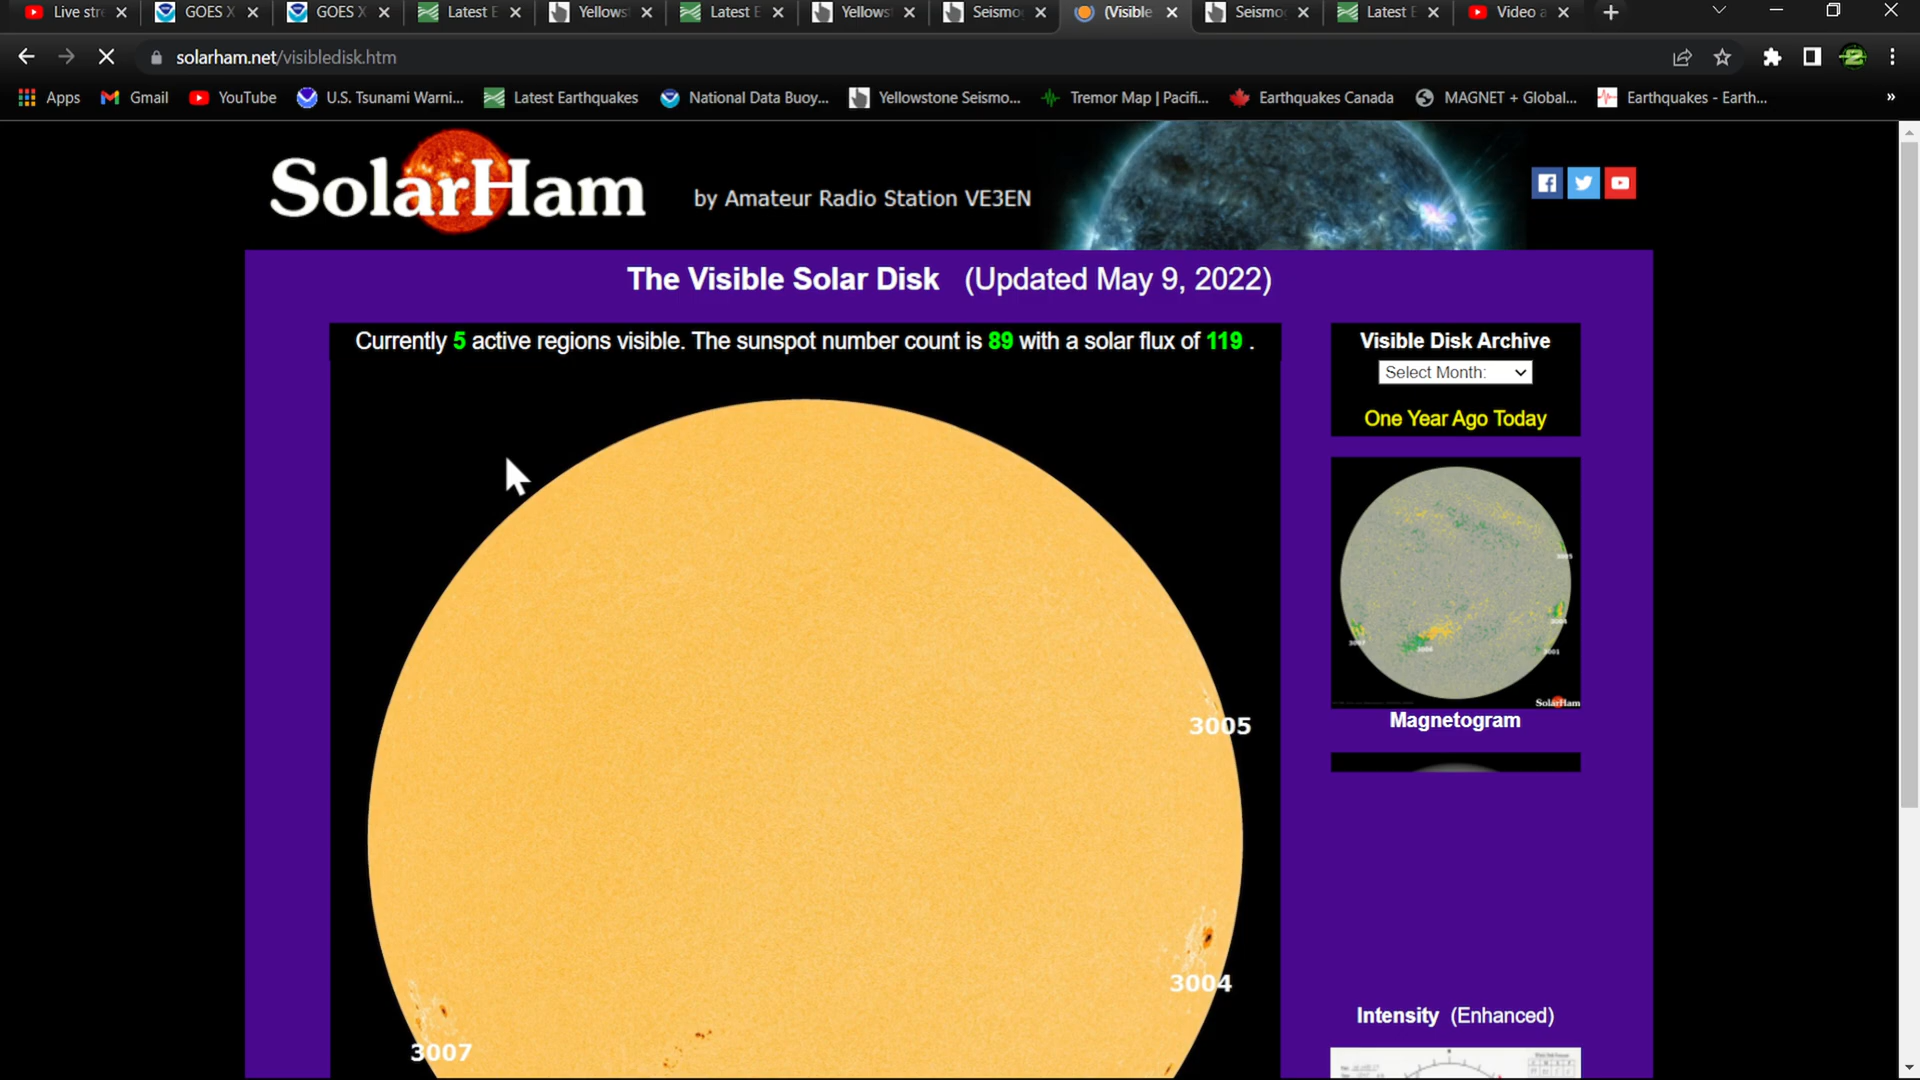 Live str
GOES X
GOES X
Latest E
Yellows
Latest E
Yellows
Seismo
(Visible
Seismo
Latest E
Video a
solarham.net/visibledisk.htm
Apps
Gmail
YouTube
U.S. Tsunami Warni...
Latest Earthquakes
National Data Buoy...
Yellowstone Seismo...
Tremor Map | Pacifi...
Earthquakes Canada
MAGNET + Global...
Earthquakes - Earth...
»
SolarHam
by Amateur Radio Station VE3EN
The Visible Solar Disk (Updated May 9, 2022)
Currently 5 active regions visible. The sunspot number count is 89 with a solar flux of 119 .
Visible Disk Archive
Select Month:
One Year Ago Today
3005
3004
3007
SolarHam
Magnetogram
Intensity (Enhanced)